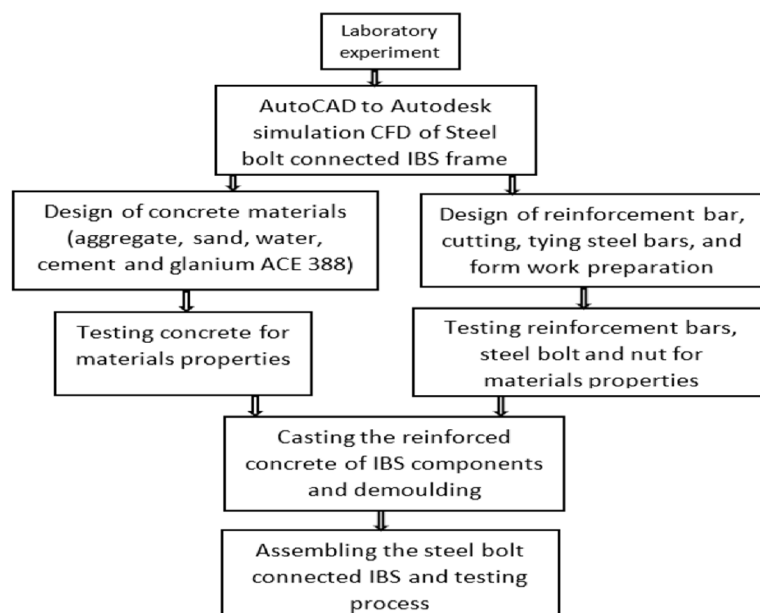 Laboratory
experiment
AutoCAD to Autodesk
simulation CFD of Steel
bolt connected IBS frame
Design of concrete materials
(aggregate, sand, water,
cement and glanium ACE 388)
Design of reinforcement bar,
cutting, tying steel bars, and
form work preparation
Testing concrete for
materials properties
Testing reinforcement bars,
steel bolt and nut for
materials properties
Casting the reinforced
concrete of IBS components
and demoulding
Assembling the steel bolt
connected IBS and testing
process